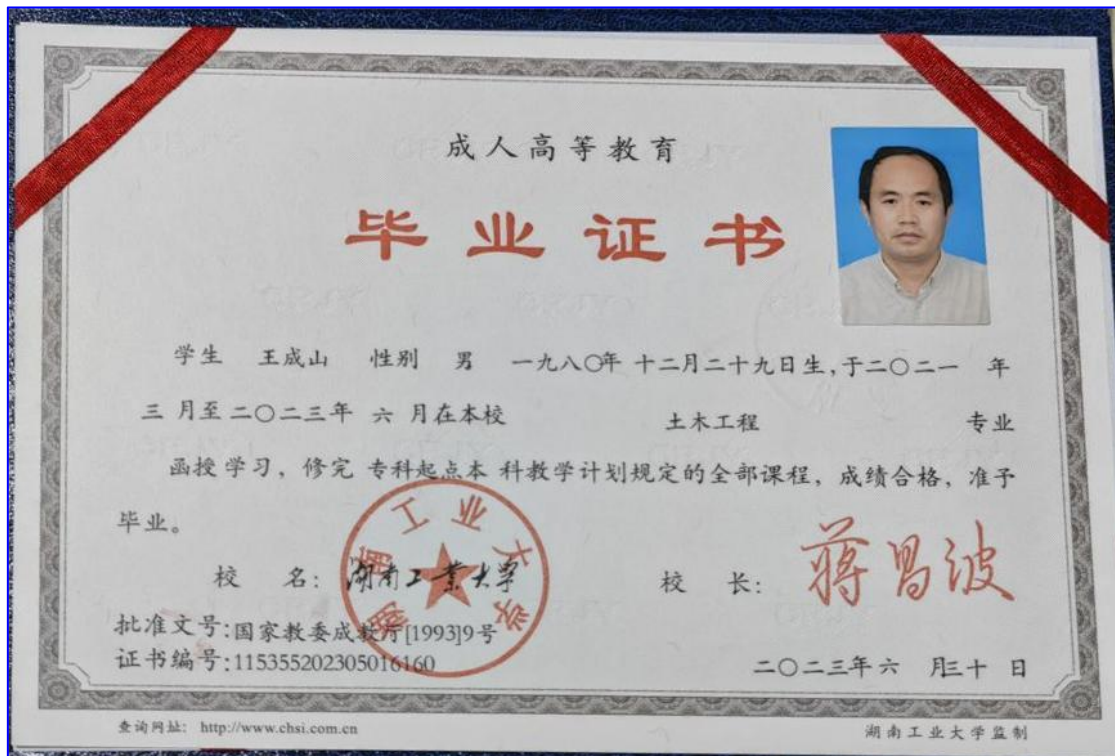 成人高等教育
毕业证书
学生 王成山 性别 男 一九八〇年 十二月二十九日生，于二〇二一 年
三 月至二〇二三年 六 月在本校 土木工程 专业
函授学习，修完 专科起点本 科教学计划规定的全部课程，成绩合格，准予
毕业。
湖南工业大学
校 名：湖南工業大学 校 长：蒋昌波
批准文号:国家教委成教厅[1993]9号
证书编号:115355202305016160 二〇二三年六 月三十 日
查询网址: http://www.chsi.com.cn 湖南工业大学监制